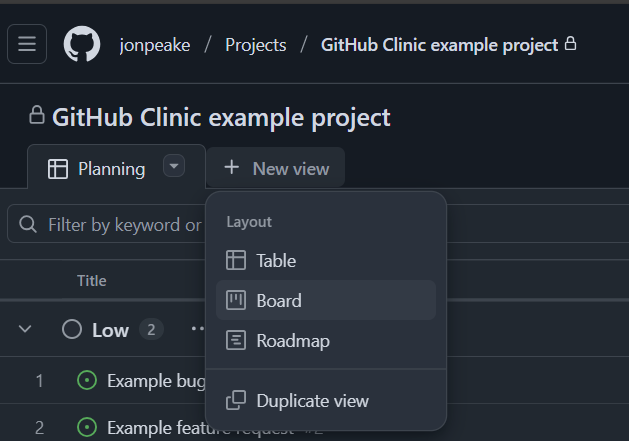 jonpeake / Projects / GitHub Clinic example project
GitHub Clinic example project
Planning
New view
Filter by keyword or
Layout
Table
Board
Roadmap
Duplicate view
Title
Low 2
1 Example bug
2 Example feature request #2